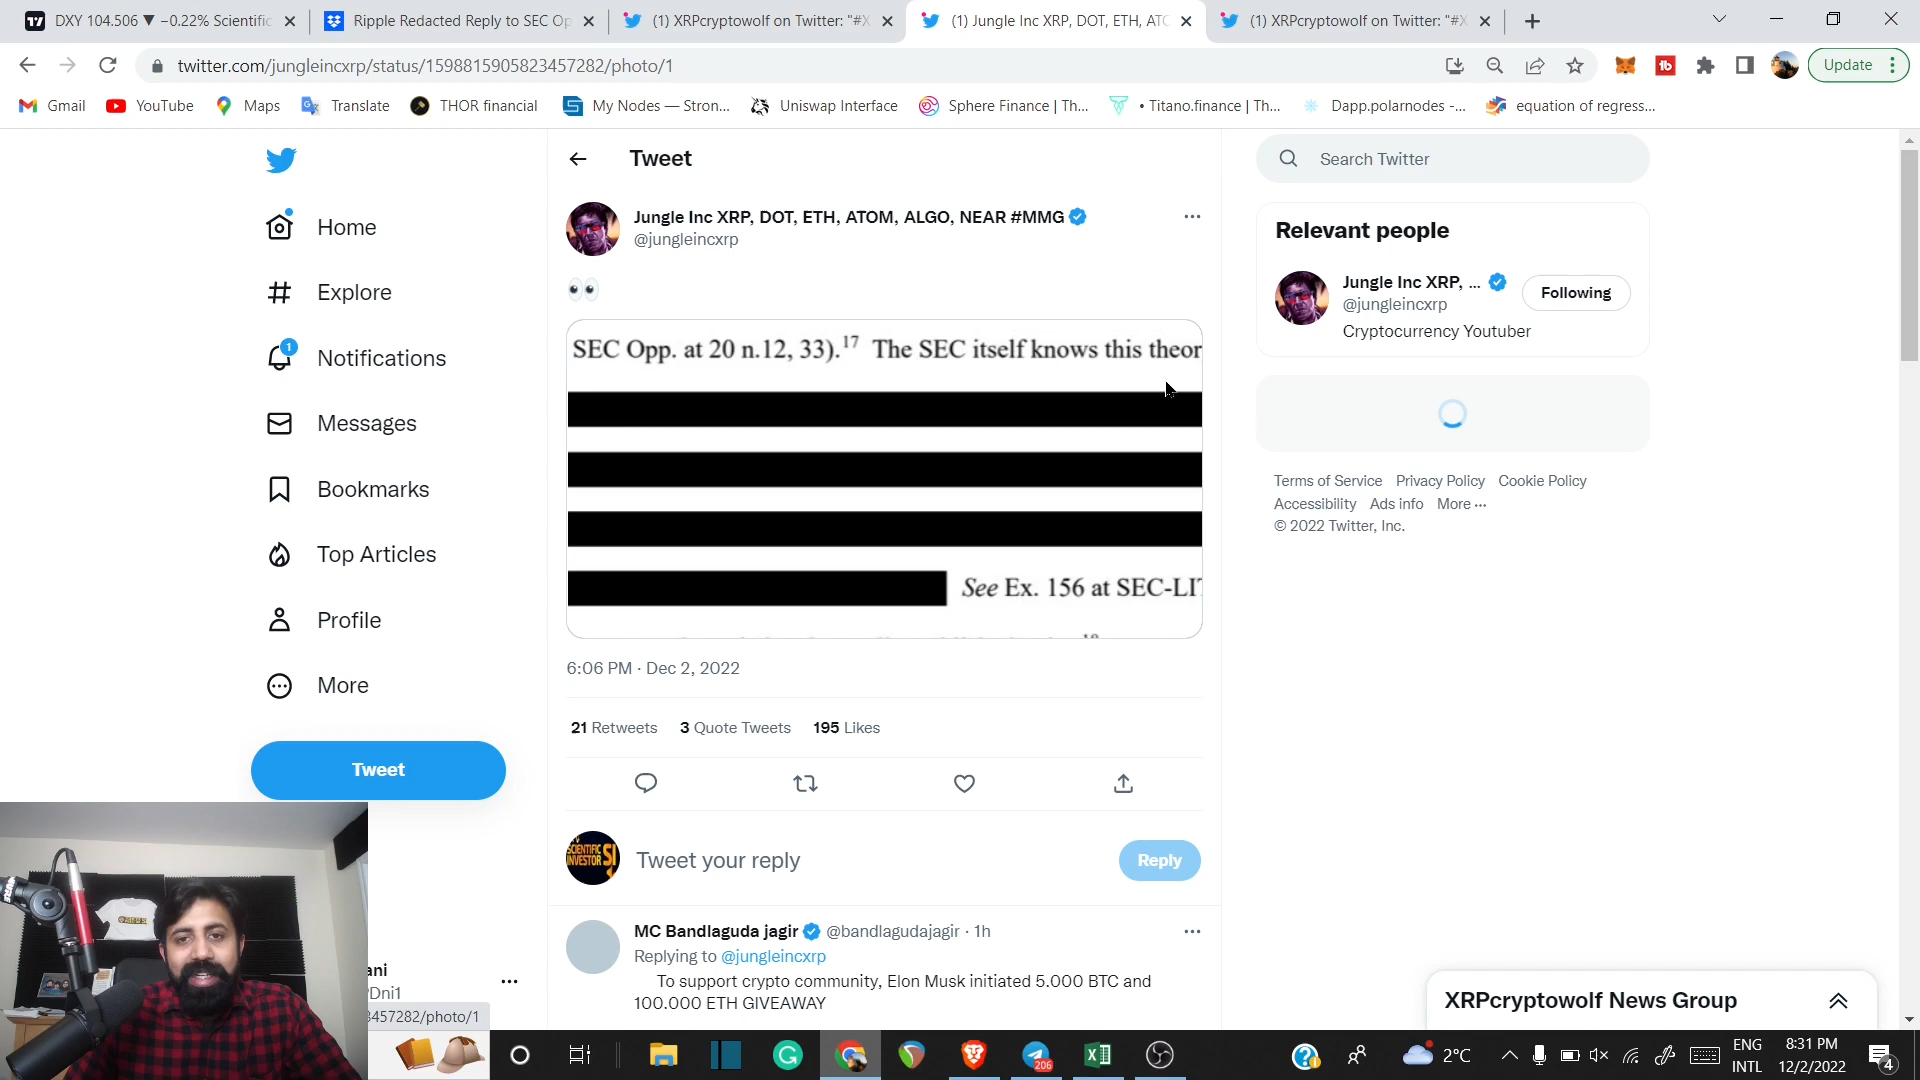 DXY 104.506 ▼ −0.22% Scientific
Ripple Redacted Reply to SEC Op
(1) XRPcryptowolf on Twitter: "#X
(1) Jungle Inc XRP, DOT, ETH, ATC
(1) XRPcryptowolf on Twitter: "#X
twitter.com/jungleincxrp/status/1598815905823457282/photo/1
Update
Gmail
YouTube
Maps
Translate
THOR financial
My Nodes — Stron...
Uniswap Interface
Sphere Finance | Th...
• Titano.finance | Th...
Dapp.polarnodes -...
equation of regress...
Home
Explore
1
Notifications
Messages
Bookmarks
Top Articles
Profile
More
Tweet
ani
Dni1
3457282/photo/1
Tweet
Jungle Inc XRP, DOT, ETH, ATOM, ALGO, NEAR #MMG
@jungleincxrp
👀
SEC Opp. at 20 n.12, 33).17 The SEC itself knows this theor
See Ex. 156 at SEC-LIT
6:06 PM · Dec 2, 2022
21 Retweets 3 Quote Tweets 195 Likes
SCIENTIFIC
INVESTOR SI
Tweet your reply
Reply
MC Bandlaguda jagir @bandlagudajagir · 1h
Replying to @jungleincxrp
To support crypto community, Elon Musk initiated 5.000 BTC and
100.000 ETH GIVEAWAY
Search Twitter
Relevant people
Jungle Inc XRP, ...
@jungleincxrp
Following
Cryptocurrency Youtuber
Terms of Service Privacy Policy Cookie Policy
Accessibility Ads info More ···
© 2022 Twitter, Inc.
XRPcryptowolf News Group
206
2°C
ENG
INTL
8:31 PM
12/2/2022
4